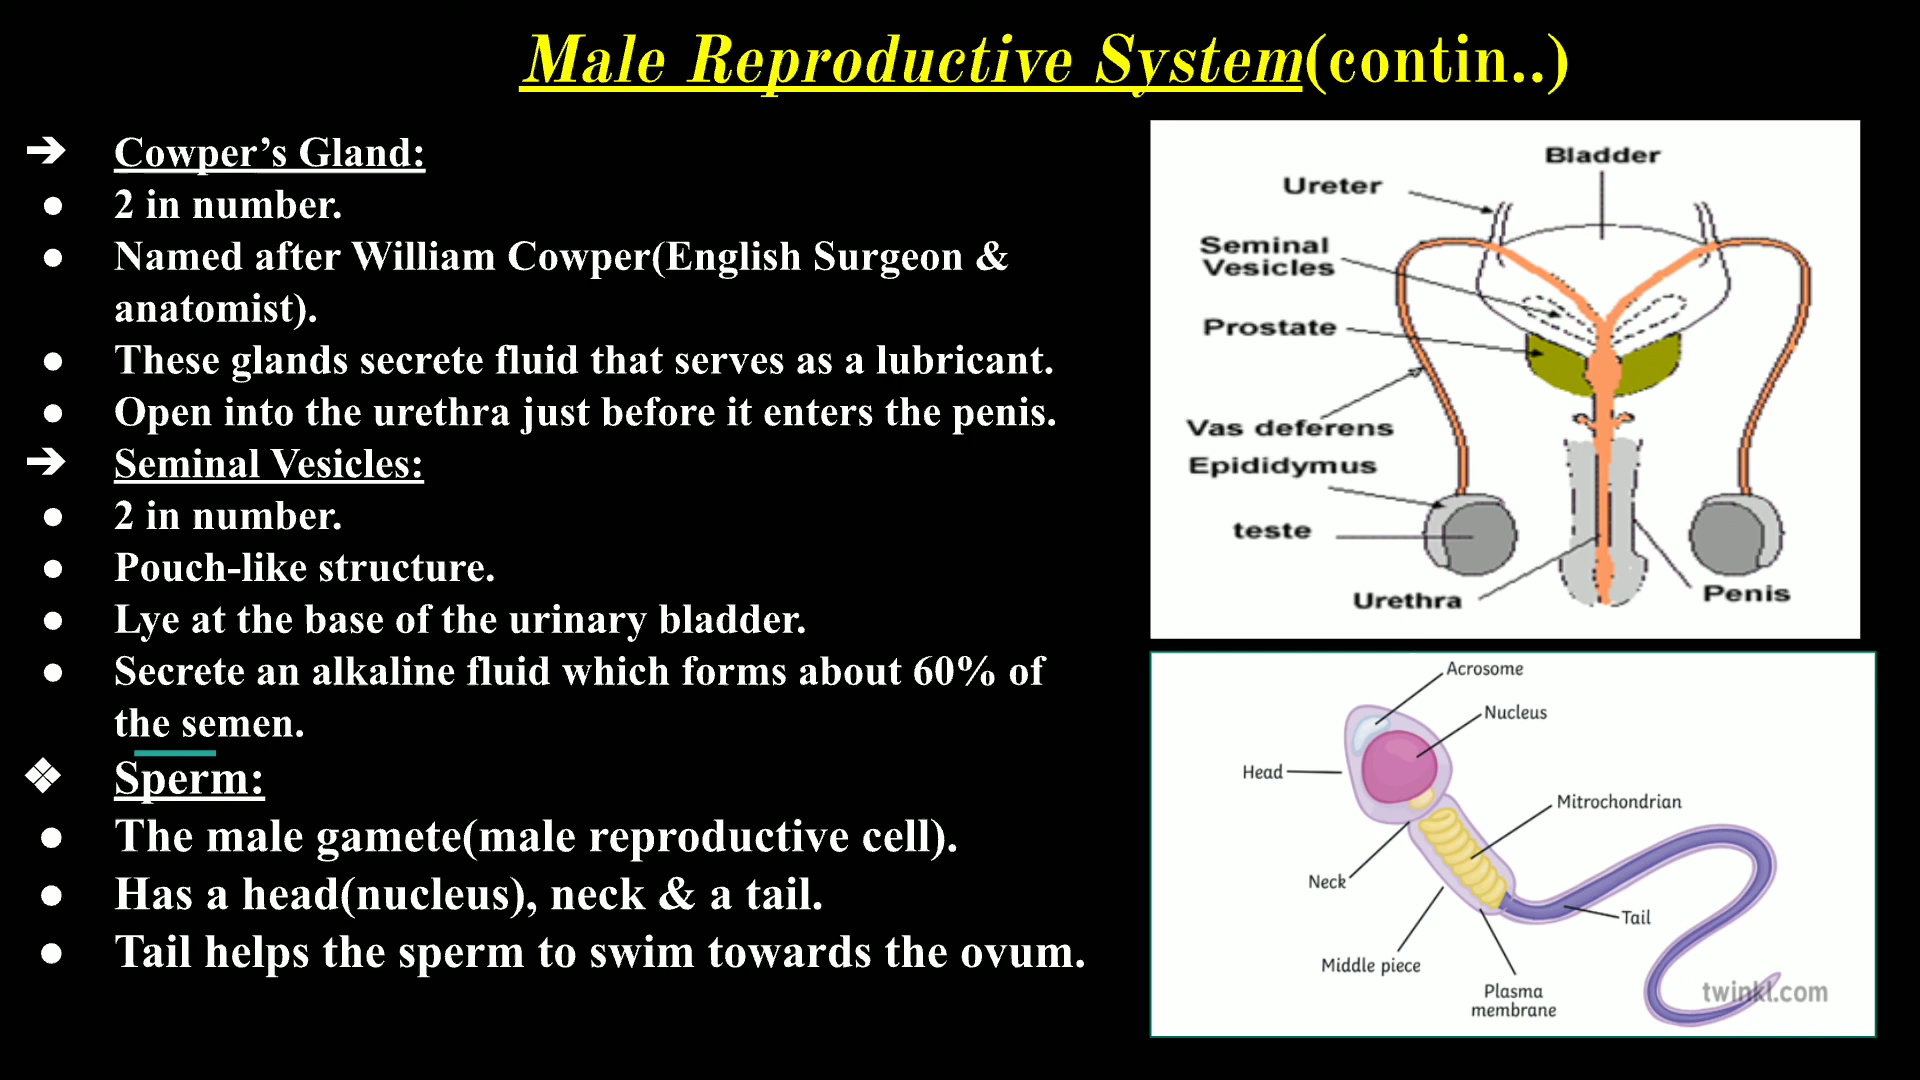 Male Reproductive System(contin..)
➔ Cowper’s Gland:
● 2 in number.
● Named after William Cowper(English Surgeon &
anatomist).
● These glands secrete fluid that serves as a lubricant.
● Open into the urethra just before it enters the penis.
➔ Seminal Vesicles:
● 2 in number.
● Pouch-like structure.
● Lye at the base of the urinary bladder.
● Secrete an alkaline fluid which forms about 60% of
the semen.
❖ Sperm:
● The male gamete(male reproductive cell).
● Has a head(nucleus), neck & a tail.
● Tail helps the sperm to swim towards the ovum.
Bladder
Ureter
Seminal
Vesicles
Prostate
Vas deferens
Epididymus
teste
Urethra
Penis
Acrosome
Nucleus
Head
Mitrochondrian
Neck
Tail
Middle piece
Plasma
membrane
twinkl.com